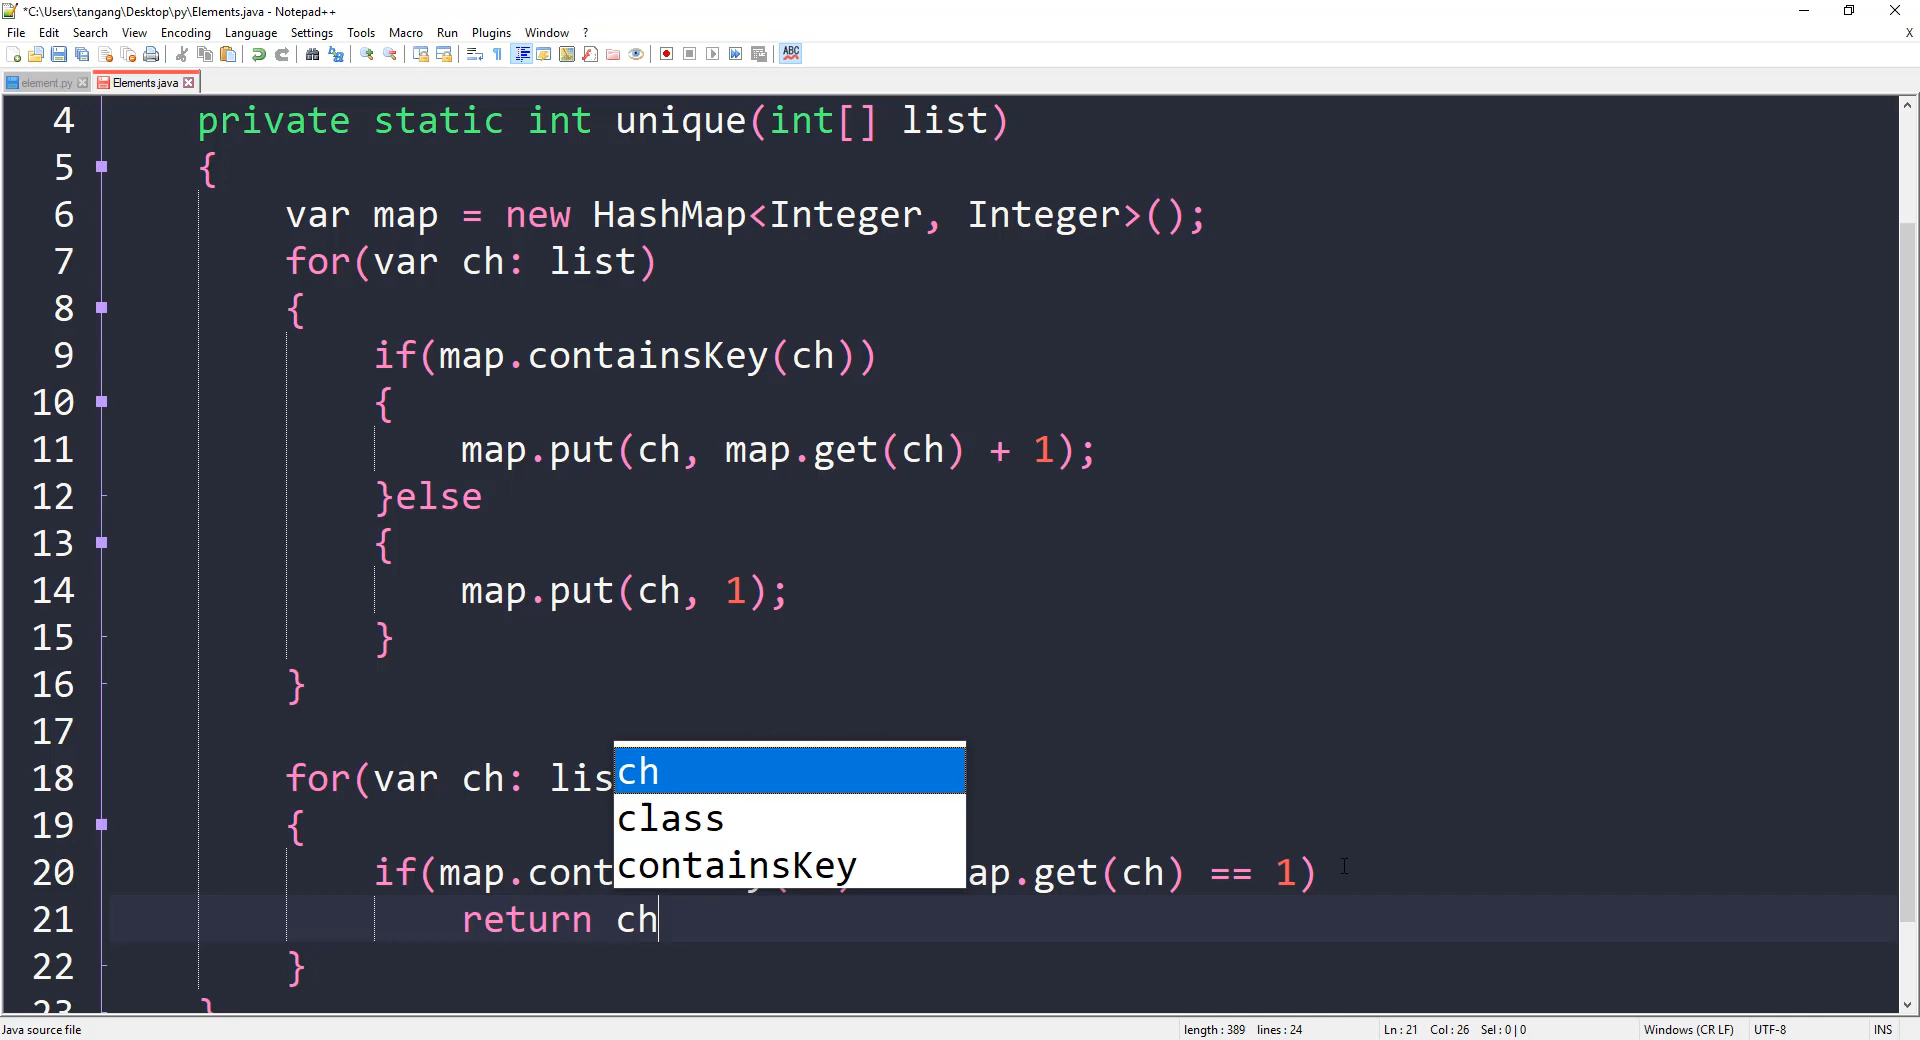 *C:\Users\tangang\Desktop\py\Elements.java - Notepad++
File Edit Search View Encoding Language Settings Tools Macro Run Plugins Window ? X
ABC
element.py Elements.java
4 private static int unique(int[] list)
5 {
6 var map = new HashMap<Integer, Integer>();
7 for(var ch: list)
8 {
9 if(map.containsKey(ch))
10 {
11 map.put(ch, map.get(ch) + 1);
12 }else
13 {
14 map.put(ch, 1);
15 }
16 }
17
18 for(var ch: lis
ch
class
containsKey
19 {
20 if(map.cont ap.get(ch) == 1)
21 return ch
22 }
23 }
Java source file length : 389 lines : 24 Ln : 21 Col : 26 Sel : 0 | 0 Windows (CR LF) UTF-8 INS